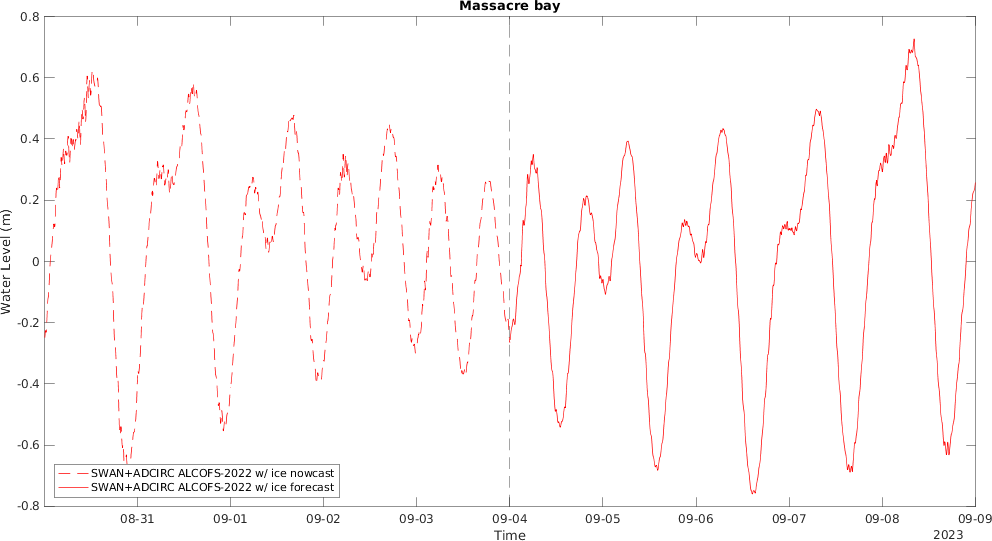 Massacre bay
0.8
0.6
0.4
0.2
0
-0.2
-0.4
-0.6
-0.8
Water Level (m)
SWAN+ADCIRC ALCOFS-2022 w/ ice nowcast
SWAN+ADCIRC ALCOFS-2022 w/ ice forecast
08-31 09-01 09-02 09-03 09-04 09-05 09-06 09-07 09-08 09-09
Time
2023